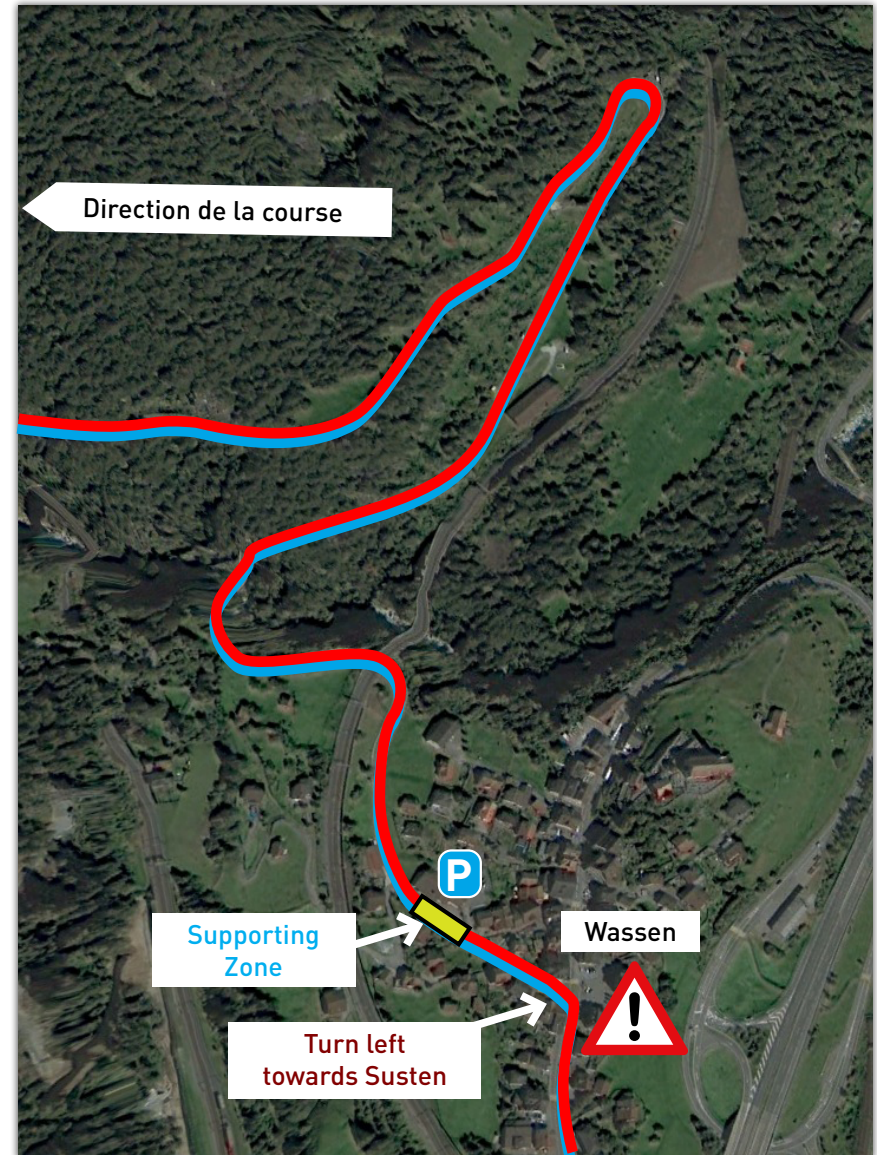 Direction de la course
P
Supporting
Zone
Wassen
!
Turn left
towards Susten